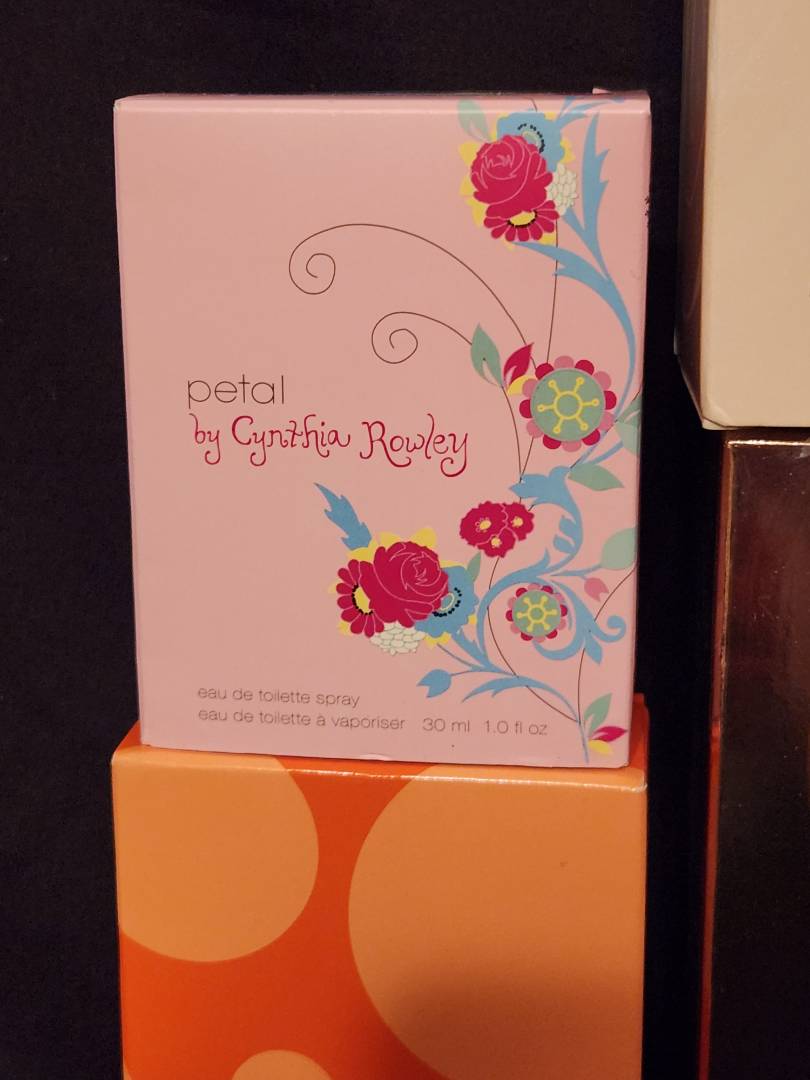 petal
by Cynthia Rowley
eau de toilette spray
eau de toilette à vaporiser 30 ml 1.0 fl oz